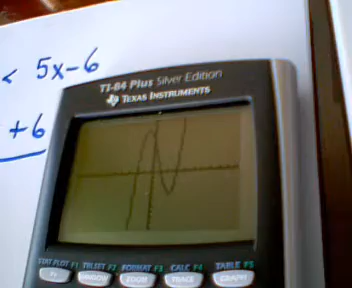 < 5x-6
+6
TI-84 Plus Silver Edition
TEXAS INSTRUMENTS
STAT PLOT F1 TBLSET F2 FORMAT F3 CALC F4 TABLE F5
Y= WINDOW ZOOM TRACE GRAPH